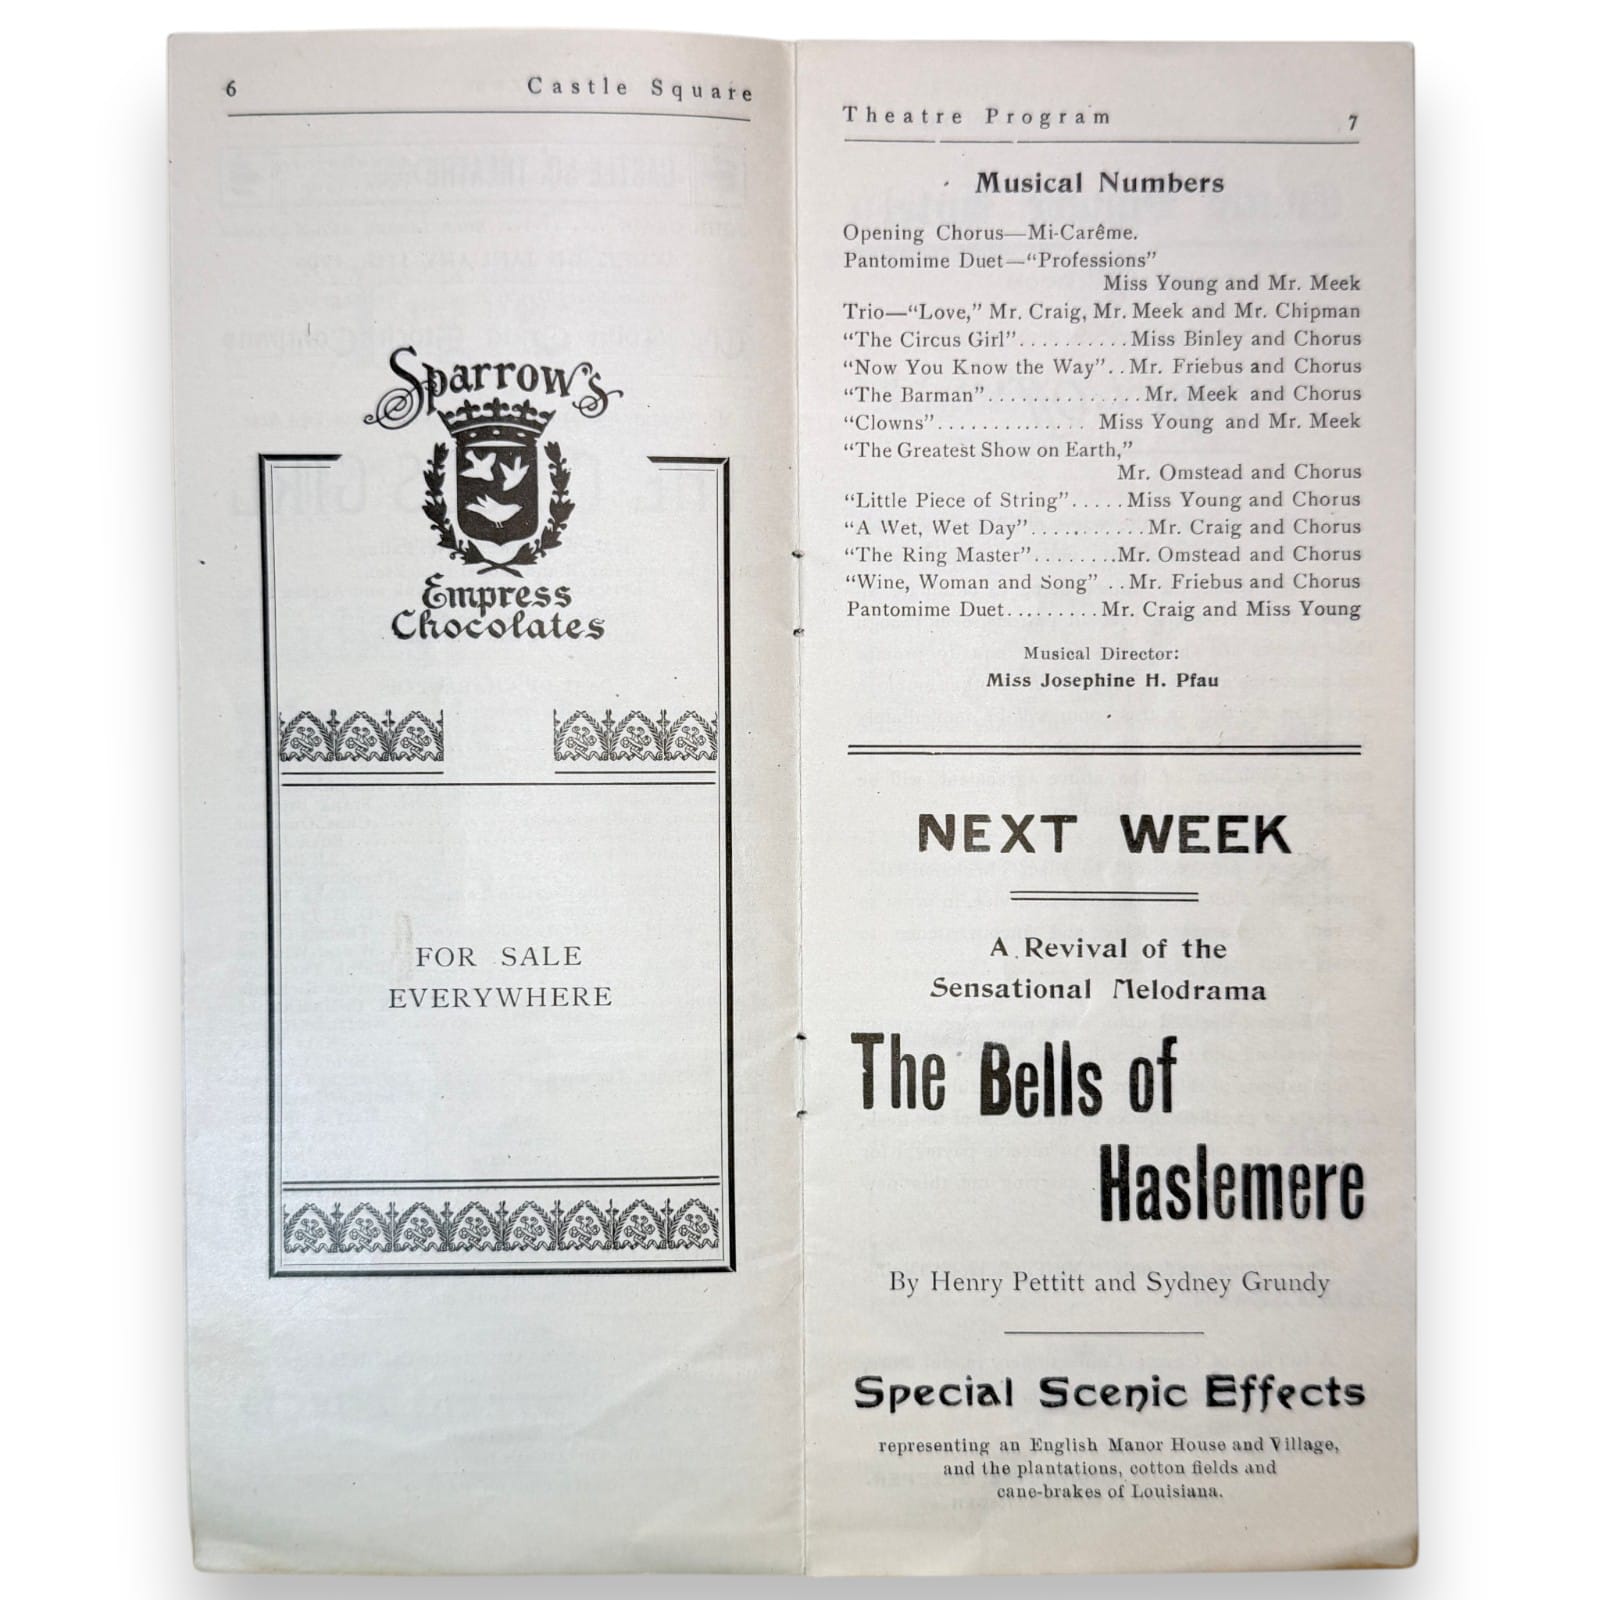 6 Castle Square
Sparrow's
Empress
Chocolates
FOR SALE
EVERYWHERE
Theatre Program 7
Musical Numbers
Opening Chorus—Mi-Carême.
Pantomime Duet—“Professions”
Miss Young and Mr. Meek
Trio—“Love,” Mr. Craig, Mr. Meek and Mr. Chipman
“The Circus Girl”..........Miss Binley and Chorus
“Now You Know the Way”..Mr. Friebus and Chorus
“The Barman”..............Mr. Meek and Chorus
“Clowns”.............. Miss Young and Mr. Meek
“The Greatest Show on Earth,”
Mr. Omstead and Chorus
“Little Piece of String”.....Miss Young and Chorus
“A Wet, Wet Day”...........Mr. Craig and Chorus
“The Ring Master”........Mr. Omstead and Chorus
“Wine, Woman and Song” ..Mr. Friebus and Chorus
Pantomime Duet.........Mr. Craig and Miss Young
Musical Director:
Miss Josephine H. Pfau
NEXT WEEK
A Revival of the
Sensational Melodrama
The Bells of
Haslemere
By Henry Pettitt and Sydney Grundy
Special Scenic Effects
representing an English Manor House and Village,
and the plantations, cotton fields and
cane-brakes of Louisiana.